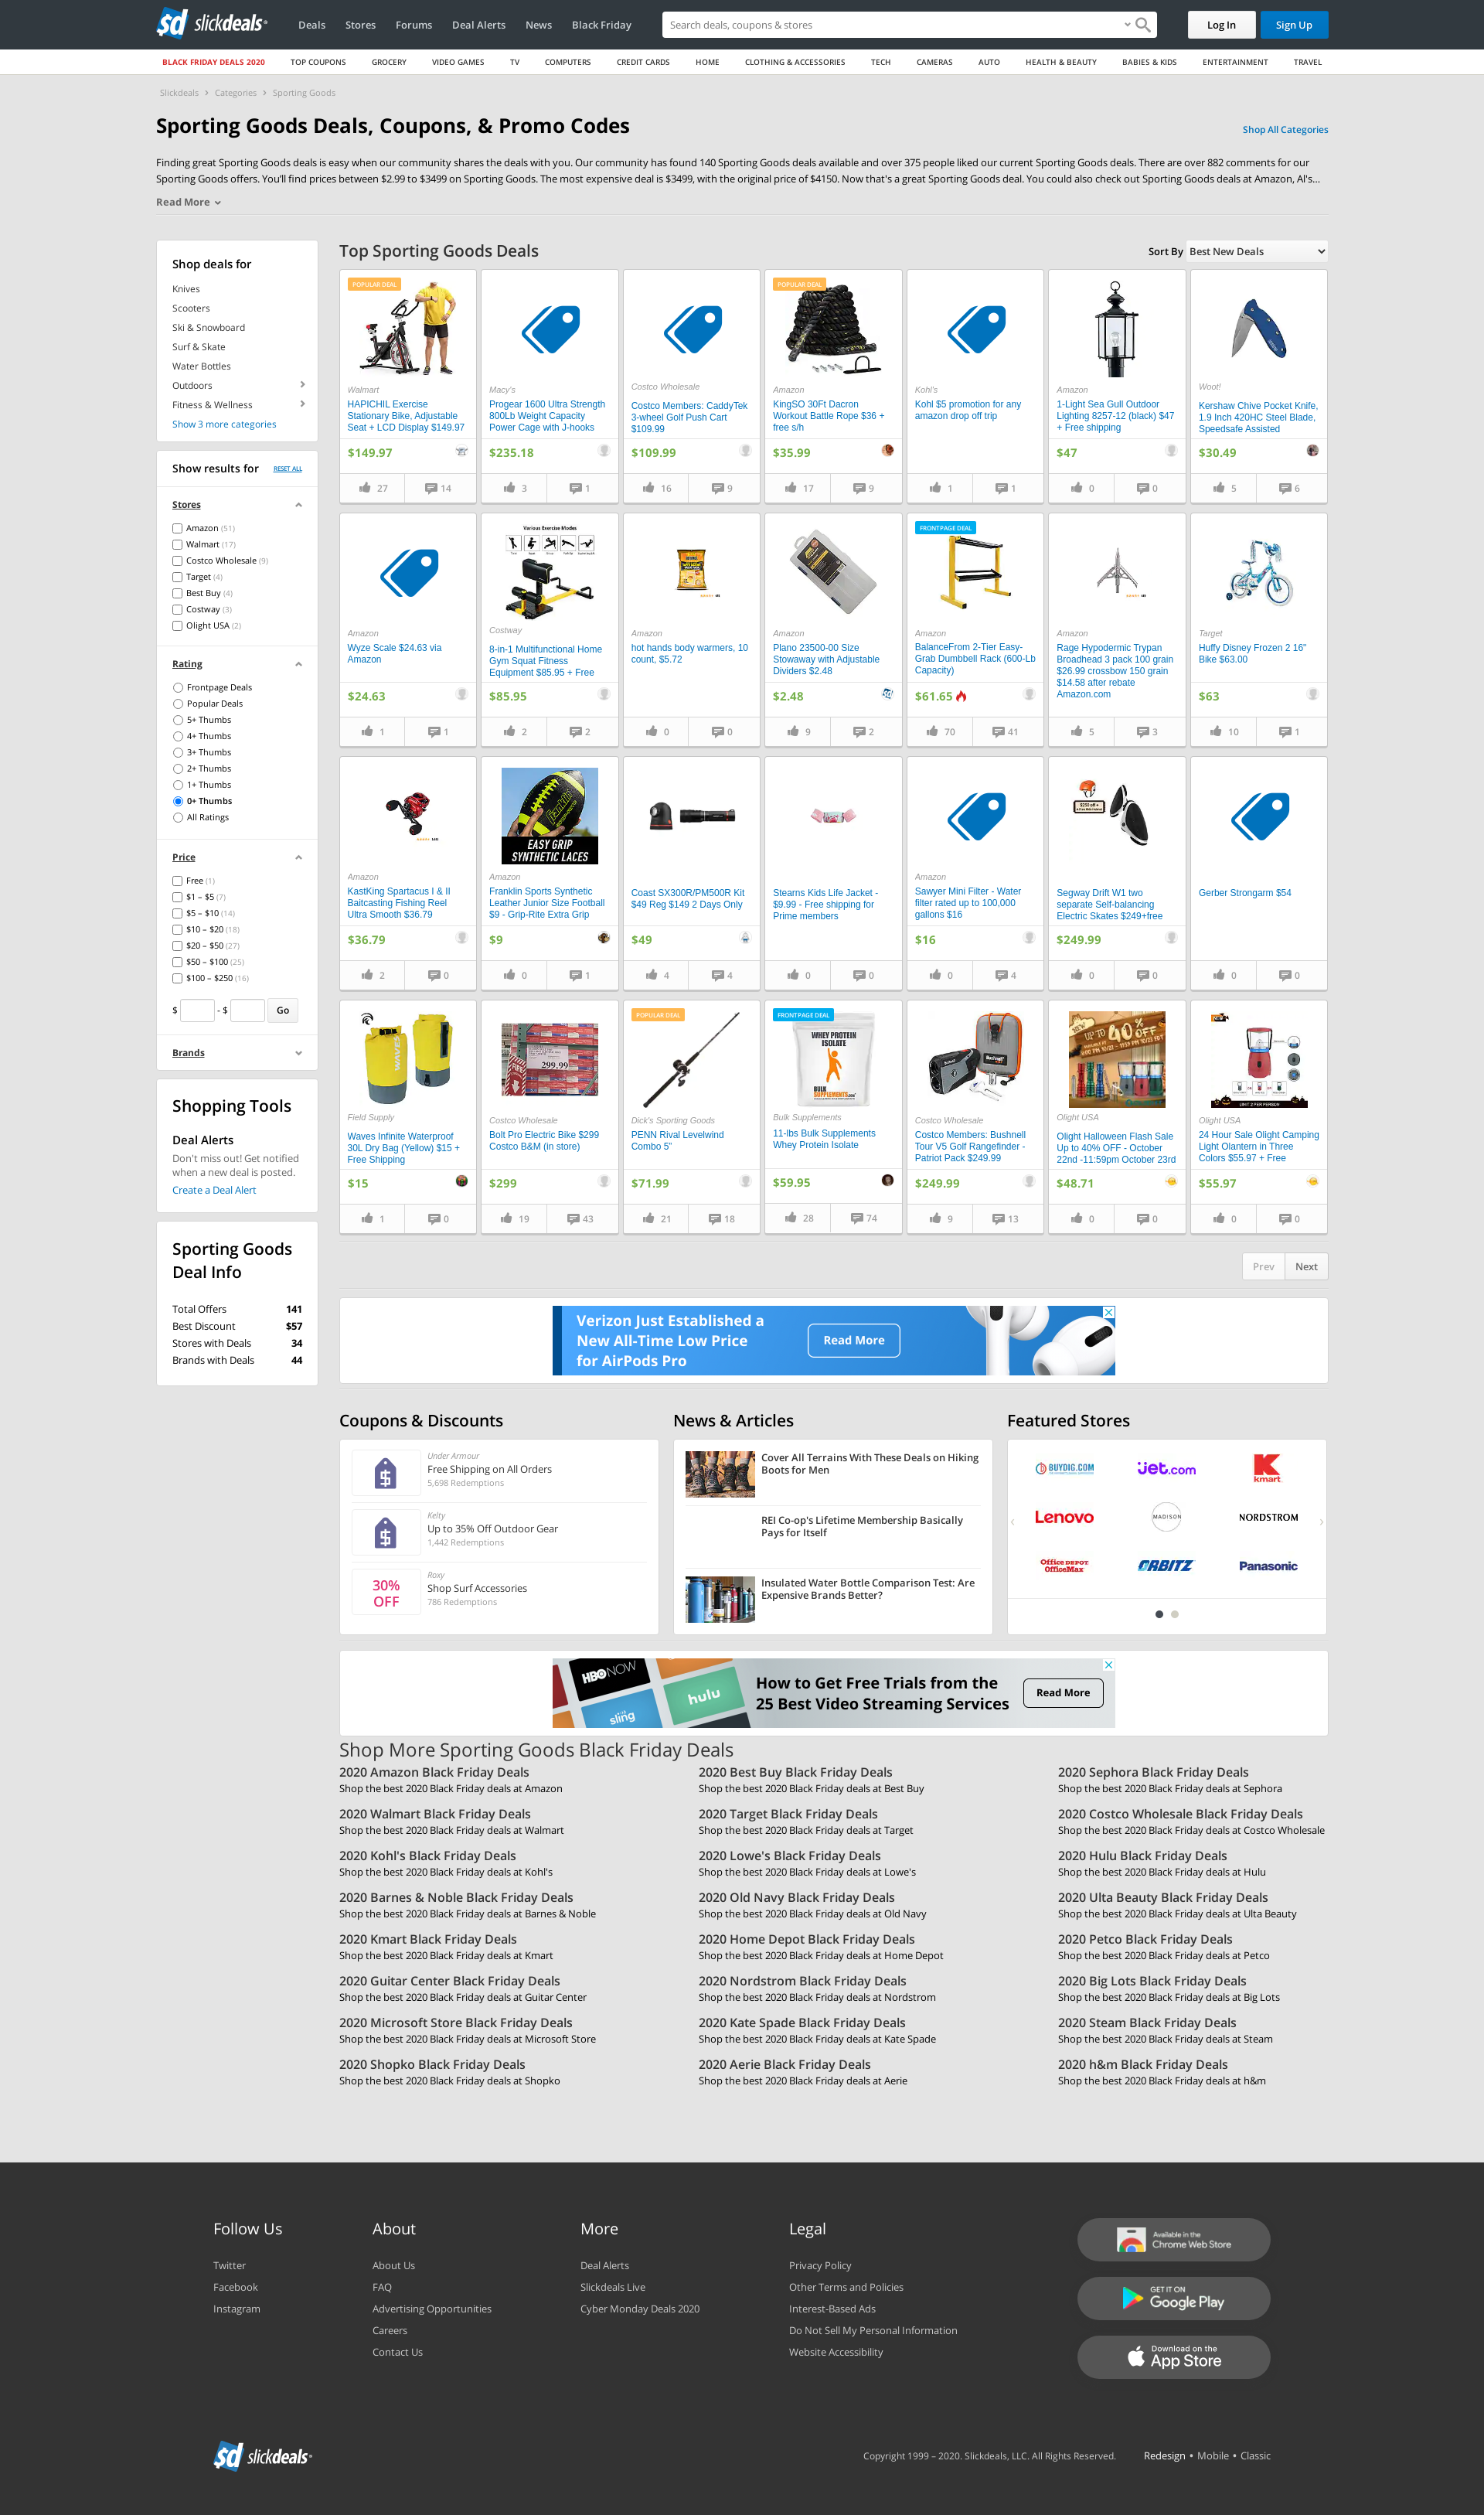 sd slickdeals
Deals Stores Forums Deal Alerts News Black Friday
Search deals, coupons & stores
Log In Sign Up
BLACK FRIDAY DEALS 2020 TOP COUPONS GROCERY VIDEO GAMES TV COMPUTERS CREDIT CARDS HOME CLOTHING & ACCESSORIES TECH CAMERAS AUTO HEALTH & BEAUTY BABIES & KIDS ENTERTAINMENT TRAVEL
Slickdeals › Categories › Sporting Goods
Sporting Goods Deals, Coupons, & Promo Codes
Shop All Categories
Finding great Sporting Goods deals is easy when our community shares the deals with you. Our community has found 140 Sporting Goods deals available and over 375 people liked our current Sporting Goods deals. There are over 882 comments for our
Sporting Goods offers. You'll find prices between $2.99 to $3499 on Sporting Goods. The most expensive deal is $3499, with the original price of $4150. Now that's a great Sporting Goods deal. You could also check out Sporting Goods deals at Amazon, Al's...
Read More
Shop deals for
Knives
Scooters
Ski & Snowboard
Surf & Skate
Water Bottles
Outdoors
Fitness & Wellness
Show 3 more categories
Show results for RESET ALL
Stores
Amazon (51)
Walmart (17)
Costco Wholesale (9)
Target (4)
Best Buy (4)
Costway (3)
Olight USA (2)
Rating
Frontpage Deals
Popular Deals
5+ Thumbs
4+ Thumbs
3+ Thumbs
2+ Thumbs
1+ Thumbs
0+ Thumbs
All Ratings
Price
Free (1)
$1 – $5 (7)
$5 – $10 (14)
$10 – $20 (18)
$20 – $50 (27)
$50 – $100 (25)
$100 – $250 (16)
$ - $ Go
Brands
Shopping Tools
Deal Alerts
Don't miss out! Get notified
when a new deal is posted.
Create a Deal Alert
Sporting Goods
Deal Info
Total Offers 141
Best Discount $57
Stores with Deals 34
Brands with Deals 44
Top Sporting Goods Deals
Sort By Best New Deals
POPULAR DEAL
Walmart
HAPICHIL Exercise
Stationary Bike, Adjustable
Seat + LCD Display $149.97
$149.97
27 14
Macy's
Progear 1600 Ultra Strength
800Lb Weight Capacity
Power Cage with J-hooks
$235.18
3 1
Costco Wholesale
Costco Members: CaddyTek
3-wheel Golf Push Cart
$109.99
$109.99
16 9
POPULAR DEAL
Amazon
KingSO 30Ft Dacron
Workout Battle Rope $36 +
free s/h
$35.99
17 9
Kohl's
Kohl $5 promotion for any
amazon drop off trip
1 1
Amazon
1-Light Sea Gull Outdoor
Lighting 8257-12 (black) $47
+ Free shipping
$47
0 0
Woot!
Kershaw Chive Pocket Knife,
1.9 Inch 420HC Steel Blade,
Speedsafe Assisted
$30.49
5 6
Amazon
Wyze Scale $24.63 via
Amazon
$24.63
1 1
Various Exercise Modes
Costway
8-in-1 Multifunctional Home
Gym Squat Fitness
Equipment $85.95 + Free
$85.95
2 2
Amazon
hot hands body warmers, 10
count, $5.72
0 0
Amazon
Plano 23500-00 Size
Stowaway with Adjustable
Dividers $2.48
$2.48
9 2
FRONTPAGE DEAL
Amazon
BalanceFrom 2-Tier Easy-
Grab Dumbbell Rack (600-Lb
Capacity)
$61.65
70 41
Amazon
Rage Hypodermic Trypan
Broadhead 3 pack 100 grain
$26.99 crossbow 150 grain
$14.58 after rebate
Amazon.com
5 3
Target
Huffy Disney Frozen 2 16"
Bike $63.00
$63
10 1
Amazon
KastKing Spartacus I & II
Baitcasting Fishing Reel
Ultra Smooth $36.79
$36.79
2 0
franklin
EASY GRIP
SYNTHETIC LACES
Amazon
Franklin Sports Synthetic
Leather Junior Size Football
$9 - Grip-Rite Extra Grip
$9
0 1
Coast SX300R/PM500R Kit
$49 Reg $149 2 Days Only
$49
4 4
Stearns Kids Life Jacket -
$9.99 - Free shipping for
Prime members
0 0
Amazon
Sawyer Mini Filter - Water
filter rated up to 100,000
gallons $16
$16
0 4
Segway Drift W1 two
separate Self-balancing
Electric Skates $249+free
$249.99
0 0
Gerber Strongarm $54
0 0
WAVES
Field Supply
Waves Infinite Waterproof
30L Dry Bag (Yellow) $15 +
Free Shipping
$15
1 0
299.99
Costco Wholesale
Bolt Pro Electric Bike $299
Costco B&M (in store)
$299
19 43
POPULAR DEAL
Dick's Sporting Goods
PENN Rival Levelwind
Combo 5"
$71.99
21 18
FRONTPAGE DEAL
WHEY PROTEIN
ISOLATE
BULK
SUPPLEMENTS.COM
Bulk Supplements
11-lbs Bulk Supplements
Whey Protein Isolate
$59.95
28 74
Bushnell
Costco Wholesale
Costco Members: Bushnell
Tour V5 Golf Rangefinder -
Patriot Pack $249.99
$249.99
9 13
UP TO 40% OFF
Olight USA
Olight Halloween Flash Sale
Up to 40% OFF - October
22nd -11:59pm October 23rd
$48.71
0 0
LIMIT 2 PER PERSON
Olight USA
24 Hour Sale Olight Camping
Light Olantern in Three
Colors $55.97 + Free
$55.97
0 0
Prev Next
Verizon Just Established a
New All-Time Low Price
for AirPods Pro
Read More
Coupons & Discounts
Under Armour
Free Shipping on All Orders
5,698 Redemptions
Kelty
Up to 35% Off Outdoor Gear
1,442 Redemptions
30%
OFF
Roxy
Shop Surf Accessories
786 Redemptions
News & Articles
Cover All Terrains With These Deals on Hiking
Boots for Men
REI Co-op's Lifetime Membership Basically
Pays for Itself
Insulated Water Bottle Comparison Test: Are
Expensive Brands Better?
Featured Stores
BUYDIG.COM jet.com Kmart
Lenovo MADISON NORDSTROM
Office DEPOT OfficeMax ORBITZ Panasonic
HBO NOW
hulu
sling
How to Get Free Trials from the
25 Best Video Streaming Services
Read More
Shop More Sporting Goods Black Friday Deals
2020 Amazon Black Friday Deals
Shop the best 2020 Black Friday deals at Amazon
2020 Best Buy Black Friday Deals
Shop the best 2020 Black Friday deals at Best Buy
2020 Sephora Black Friday Deals
Shop the best 2020 Black Friday deals at Sephora
2020 Walmart Black Friday Deals
Shop the best 2020 Black Friday deals at Walmart
2020 Target Black Friday Deals
Shop the best 2020 Black Friday deals at Target
2020 Costco Wholesale Black Friday Deals
Shop the best 2020 Black Friday deals at Costco Wholesale
2020 Kohl's Black Friday Deals
Shop the best 2020 Black Friday deals at Kohl's
2020 Lowe's Black Friday Deals
Shop the best 2020 Black Friday deals at Lowe's
2020 Hulu Black Friday Deals
Shop the best 2020 Black Friday deals at Hulu
2020 Barnes & Noble Black Friday Deals
Shop the best 2020 Black Friday deals at Barnes & Noble
2020 Old Navy Black Friday Deals
Shop the best 2020 Black Friday deals at Old Navy
2020 Ulta Beauty Black Friday Deals
Shop the best 2020 Black Friday deals at Ulta Beauty
2020 Kmart Black Friday Deals
Shop the best 2020 Black Friday deals at Kmart
2020 Home Depot Black Friday Deals
Shop the best 2020 Black Friday deals at Home Depot
2020 Petco Black Friday Deals
Shop the best 2020 Black Friday deals at Petco
2020 Guitar Center Black Friday Deals
Shop the best 2020 Black Friday deals at Guitar Center
2020 Nordstrom Black Friday Deals
Shop the best 2020 Black Friday deals at Nordstrom
2020 Big Lots Black Friday Deals
Shop the best 2020 Black Friday deals at Big Lots
2020 Microsoft Store Black Friday Deals
Shop the best 2020 Black Friday deals at Microsoft Store
2020 Kate Spade Black Friday Deals
Shop the best 2020 Black Friday deals at Kate Spade
2020 Steam Black Friday Deals
Shop the best 2020 Black Friday deals at Steam
2020 Shopko Black Friday Deals
Shop the best 2020 Black Friday deals at Shopko
2020 Aerie Black Friday Deals
Shop the best 2020 Black Friday deals at Aerie
2020 h&m Black Friday Deals
Shop the best 2020 Black Friday deals at h&m
Follow Us
Twitter
Facebook
Instagram
About
About Us
FAQ
Advertising Opportunities
Careers
Contact Us
More
Deal Alerts
Slickdeals Live
Cyber Monday Deals 2020
Legal
Privacy Policy
Other Terms and Policies
Interest-Based Ads
Do Not Sell My Personal Information
Website Accessibility
Available in the
Chrome Web Store
GET IT ON
Google Play
Download on the
App Store
sd slickdeals
Copyright 1999 – 2020. Slickdeals, LLC. All Rights Reserved. Redesign • Mobile • Classic